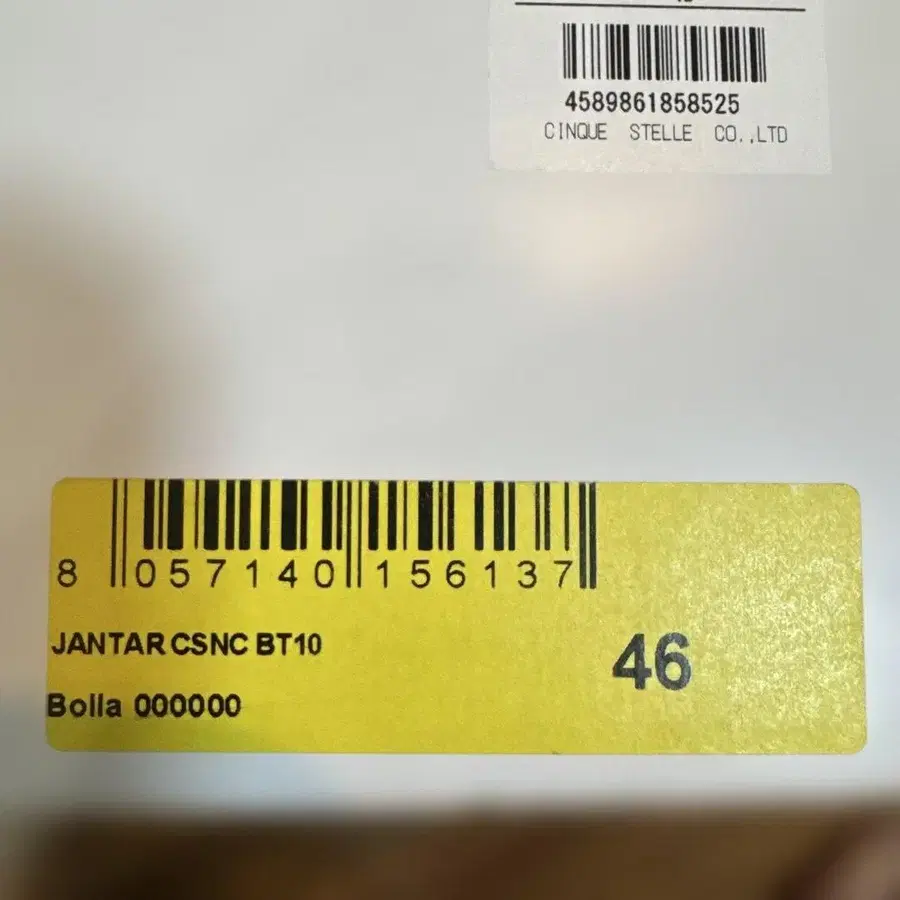 4589861858525
CINQUE STELLE CO.,LTD
8 057140 156137
JANTAR CSNC BT10
46
Bolla 000000